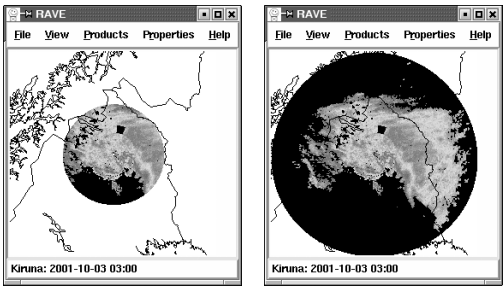 RAVE
File View Products Properties Help
Kiruna: 2001-10-03 03:00
RAVE
File View Products Properties Help
Kiruna: 2001-10-03 03:00